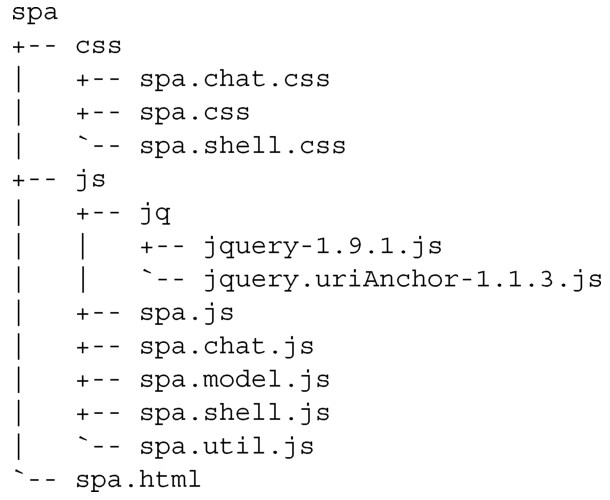 spa
+-- css
|   +-- spa.chat.css
|   +-- spa.css
|   `-- spa.shell.css
+-- js
|   +-- jq
|   |   +-- jquery-1.9.1.js
|   |   `-- jquery.uriAnchor-1.1.3.js
|   +-- spa.js
|   +-- spa.chat.js
|   +-- spa.model.js
|   +-- spa.shell.js
|   `-- spa.util.js
`-- spa.html